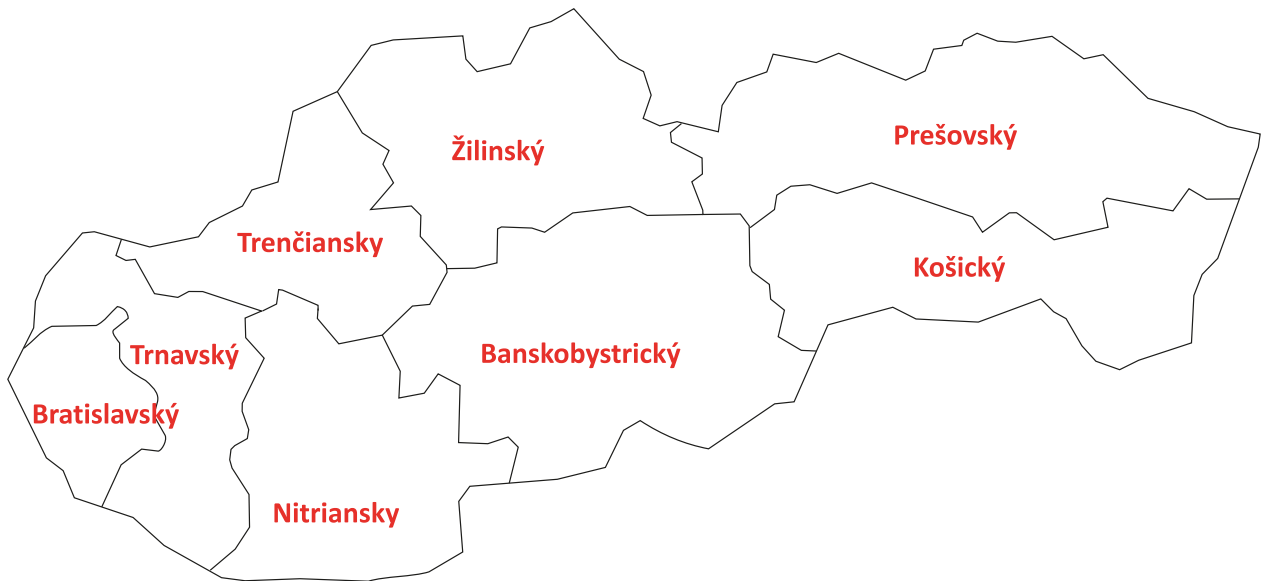 Prešovský
Žilinský
Trenčiansky
Košický
Trnavský
Banskobystrický
Bratislavský
Nitriansky